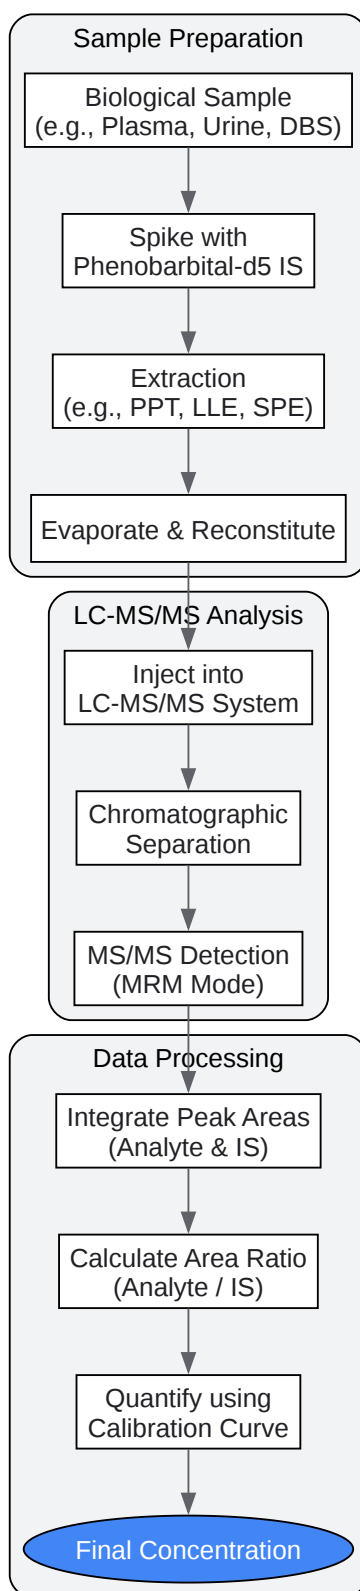 Sample Preparation
Biological Sample
(e.g., Plasma, Urine, DBS)
Spike with
Phenobarbital-d5 IS
Extraction
(e.g., PPT, LLE, SPE)
Evaporate & Reconstitute
LC-MS/MS Analysis
Inject into
LC-MS/MS System
Chromatographic
Separation
MS/MS Detection
(MRM Mode)
Data Processing
Integrate Peak Areas
(Analyte & IS)
Calculate Area Ratio
(Analyte / IS)
Quantify using
Calibration Curve
Final Concentration